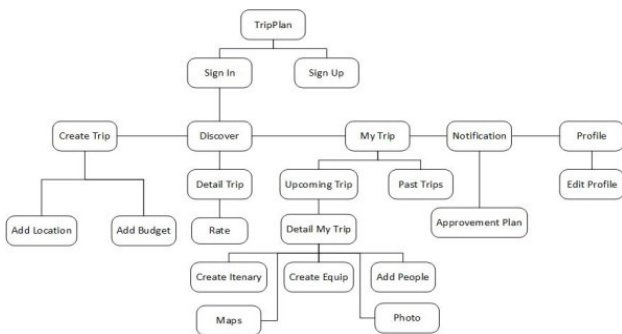 TripPlan
Sign In
Sign Up
Create Trip
Discover
My Trip
Notification
Profile
Detail Trip
Upcoming Trip
Past Trips
Edit Profile
Add Location
Add Budget
Rate
Detail My Trip
Approvement Plan
Create Itenary
Create Equip
Add People
Maps
Photo